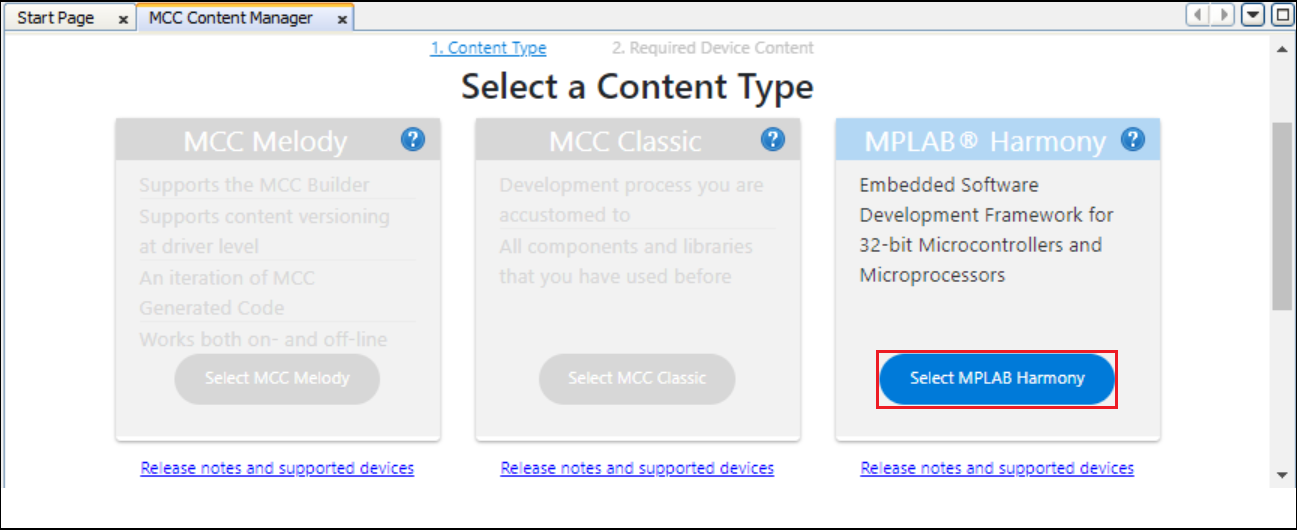 Start Page x MCC Content Manager x
1. Content Type 2. Required Device Content
Select a Content Type
MCC Melody ?
Supports the MCC Builder
Supports content versioning
at driver level
An iteration of MCC
Generated Code
Works both on- and off-line
Select MCC Melody
Release notes and supported devices
MCC Classic ?
Development process you are
accustomed to
All components and libraries
that you have used before
Select MCC Classic
Release notes and supported devices
MPLAB® Harmony ?
Embedded Software
Development Framework for
32-bit Microcontrollers and
Microprocessors
Select MPLAB Harmony
Release notes and supported devices